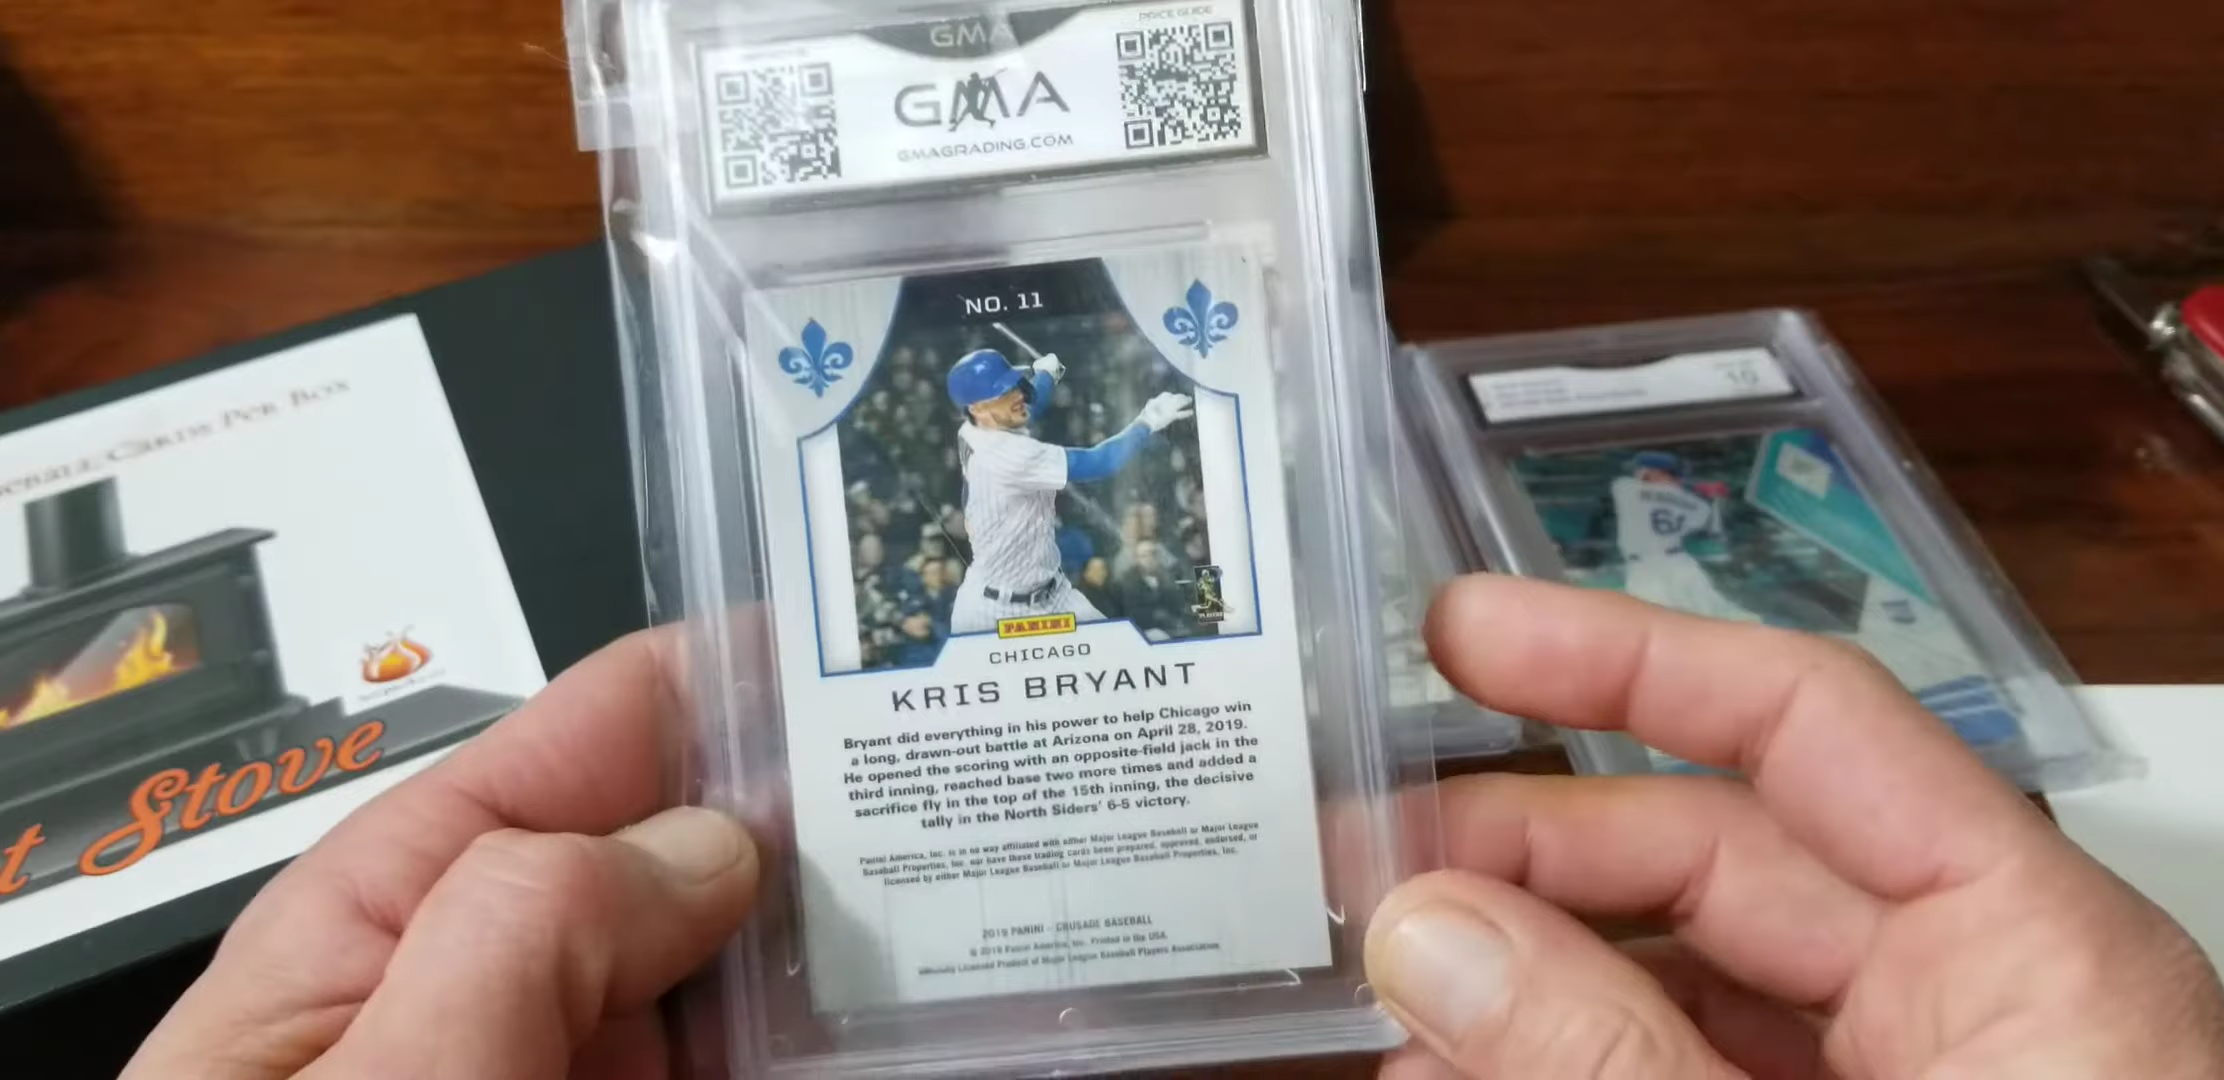 GMA
PRICE GUIDE
GMA
GMAGRADING.COM
NO. 11
PANINI
CHICAGO
KRIS BRYANT
Bryant did everything in his power to help Chicago win
a long, drawn-out battle at Arizona on April 28, 2019.
He opened the scoring with an opposite-field jack in the
third inning, reached base two more times and added a
sacrifice fly in the top of the 15th inning, the decisive
tally in the North Siders' 6-5 victory.
Panini America, Inc. is in no way affiliated with either Major League Baseball or Major League
Baseball Properties, Inc. nor have these trading cards been prepared, approved, endorsed, or
licensed by either Major League Baseball or Major League Baseball Properties, Inc.
2019 PANINI - CRUSADE BASEBALL
© 2019 Panini America, Inc. Printed in the USA.
Officially Licensed Product of Major League Baseball Players Association
Cards Per Box
t Stove
10